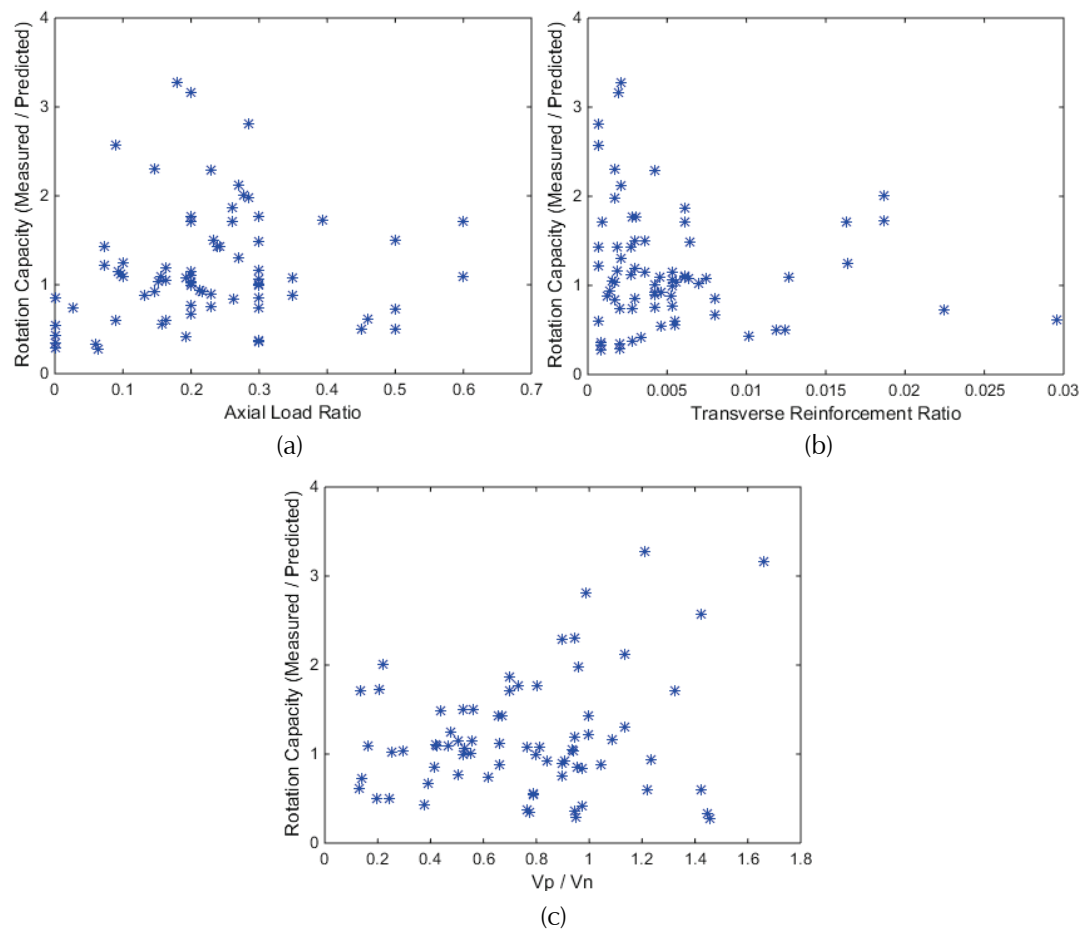 4
3
2
1
0
Rotation Capacity (Measured / Predicted)
0 0.1 0.2 0.3 0.4 0.5 0.6 0.7
Axial Load Ratio
(a)
4
3
2
1
0
Rotation Capacity (Measured / Predicted)
0 0.005 0.01 0.015 0.02 0.025 0.03
Transverse Reinforcement Ratio
(b)
4
3
2
1
0
Rotation Capacity (Measured / Predicted)
0 0.2 0.4 0.6 0.8 1 1.2 1.4 1.6 1.8
Vp / Vn
(c)